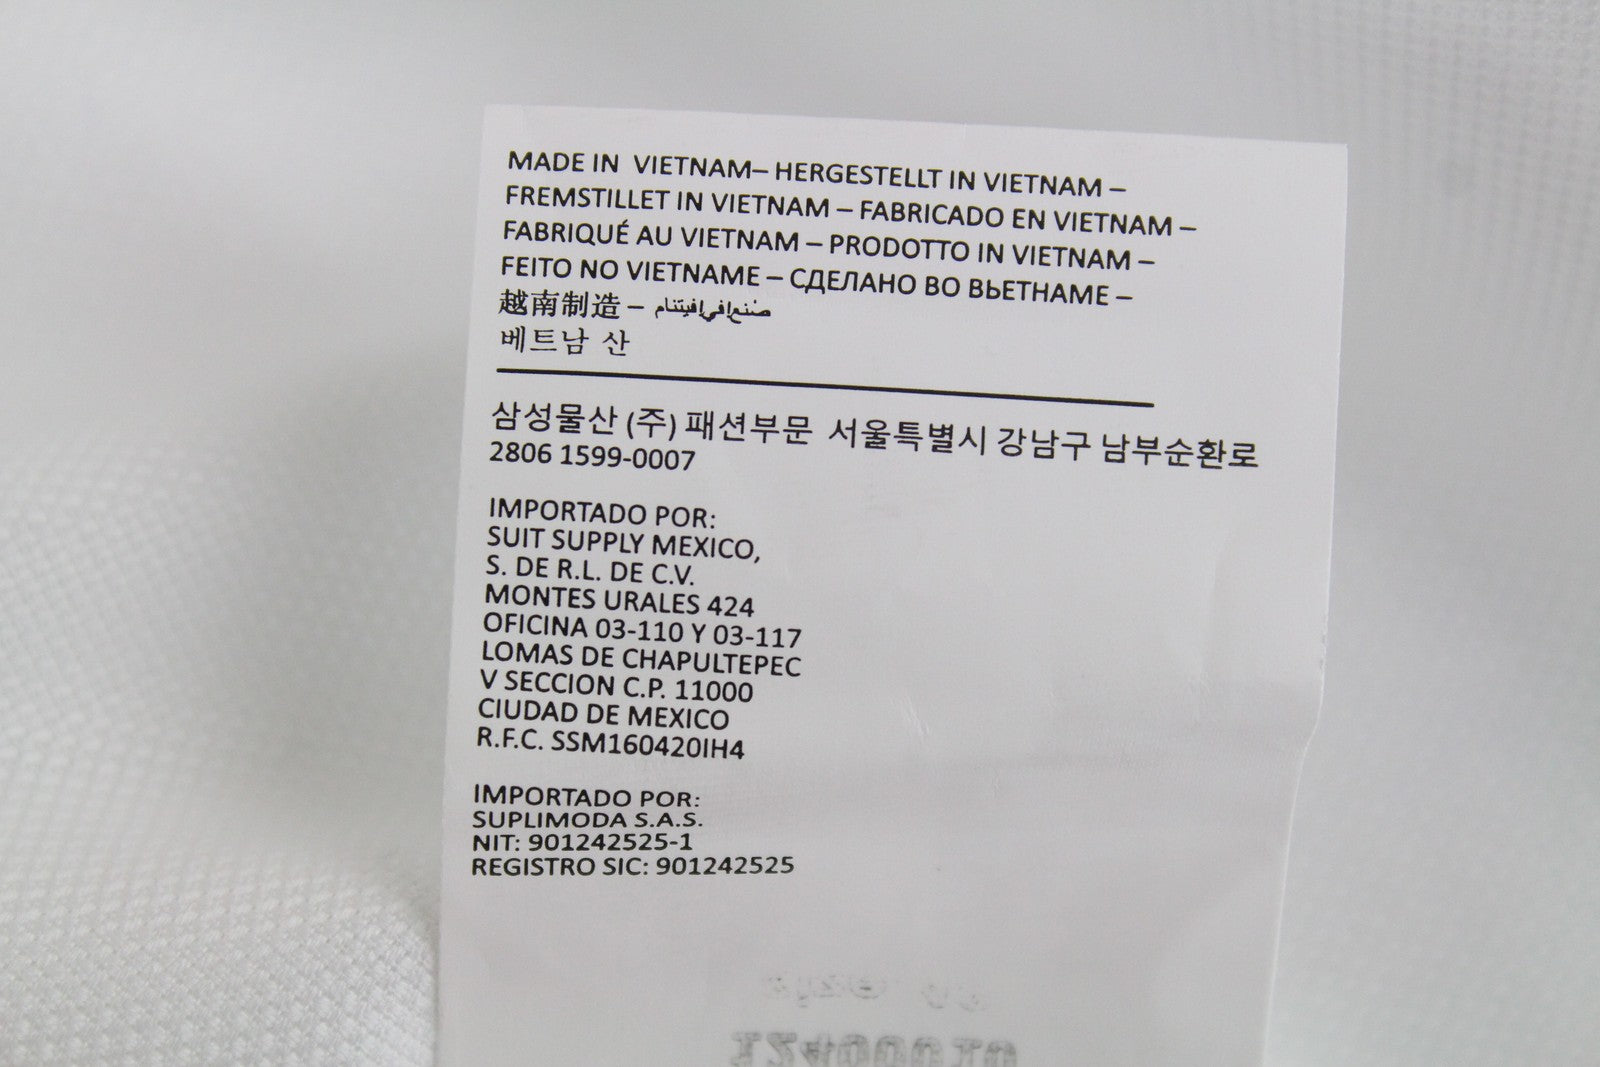 MADE IN VIETNAM– HERGESTELLT IN VIETNAM –
FREMSTILLET IN VIETNAM – FABRICADO EN VIETNAM –
FABRIQUÉ AU VIETNAM – PRODOTTO IN VIETNAM –
FEITO NO VIETNAME – СДЕЛАНО ВО ВЬЕТНАМЕ –
越南制造 – صنع في فيتنام
베트남 산
삼성물산 (주) 패션부문 서울특별시 강남구 남부순환로
2806 1599-0007
IMPORTADO POR:
SUIT SUPPLY MEXICO,
S. DE R.L. DE C.V.
MONTES URALES 424
OFICINA 03-110 Y 03-117
LOMAS DE CHAPULTEPEC
V SECCION C.P. 11000
CIUDAD DE MEXICO
R.F.C. SSM160420IH4
IMPORTADO POR:
SUPLIMODA S.A.S.
NIT: 901242525-1
REGISTRO SIC: 901242525